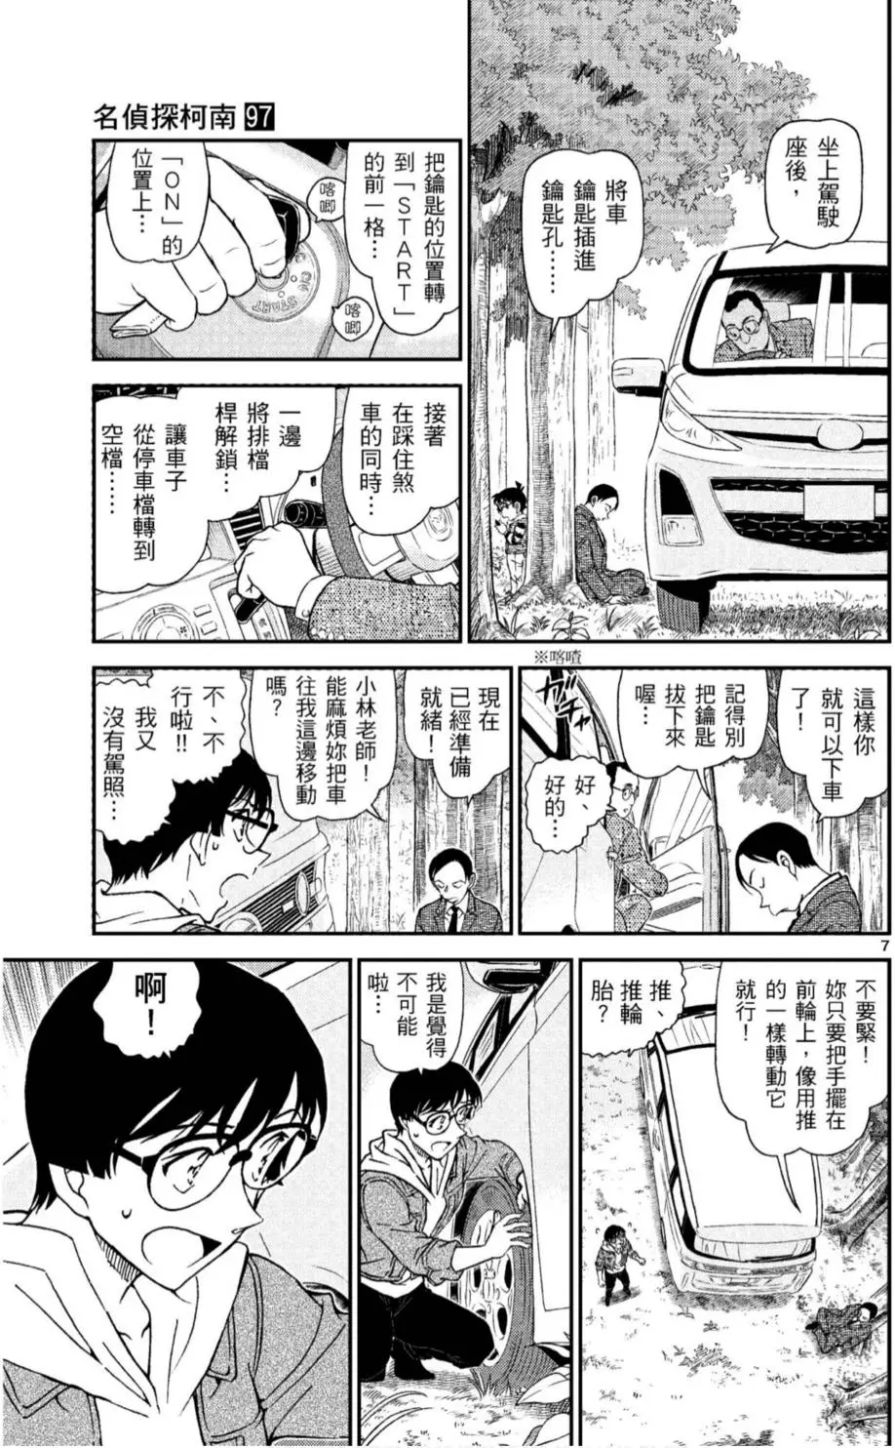 名偵探柯南 97
坐上駕駛
座後，
將車
鑰匙插進
鑰匙孔……
把鑰匙的位置轉
到「START」
的前一格…
喀唧
喀唧
START
「ON」的
位置上…
接著
在踩住煞
車的同時…
一邊
將排檔
桿解鎖…
讓車子
從停車檔轉到
空檔……
這樣你
就可以下車
了！
記得別
把鑰匙
拔下來
喔…
※喀喳
ガチャ
好、
好的…
現在
已經準備
就緒！
小林老師！
能麻煩妳把車
往我這邊移動
嗎？
不、不
行啦!!
我又
沒有駕照…
7
不要緊！
妳只要把手擺在
前輪上，像用推
的一樣轉動它
就行！
推、
推輪
胎？
我是覺得
不可能
啦…
啊！